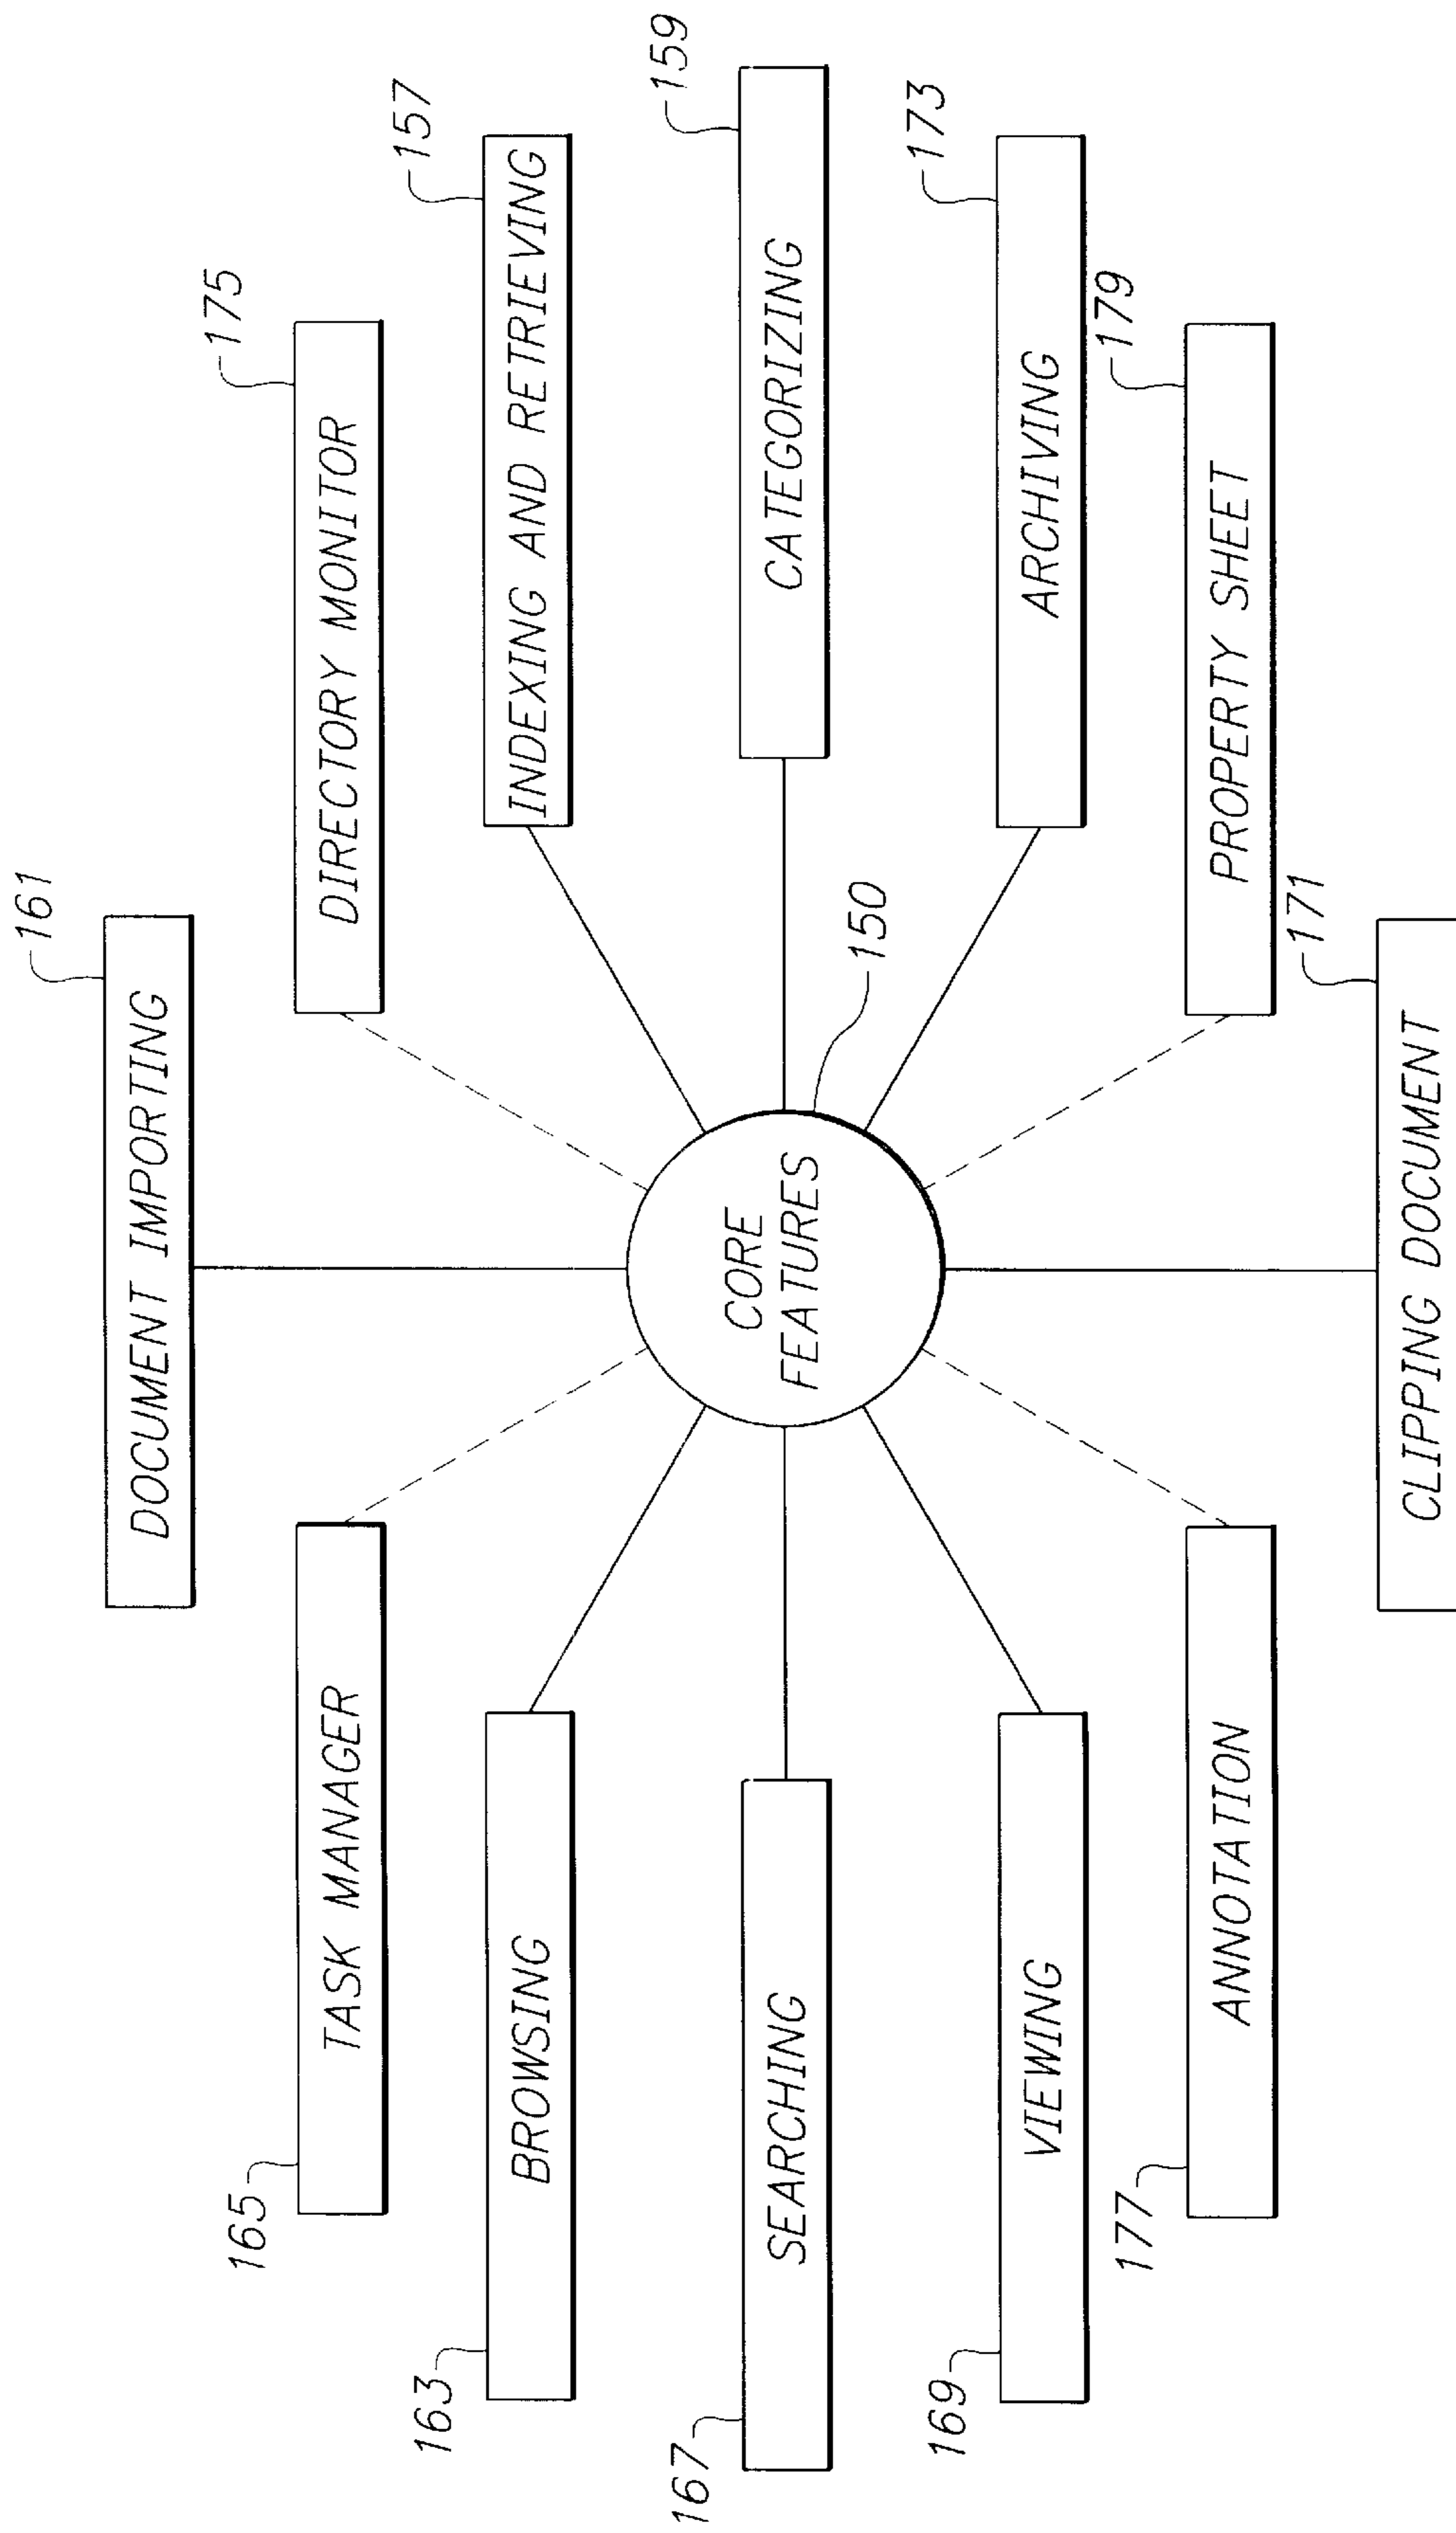 161
DOCUMENT IMPORTING
165
TASK MANAGER
175
DIRECTORY MONITOR
163
BROWSING
157
INDEXING AND RETRIEVING
167
SEARCHING
CORE
FEATURES
150
159
CATEGORIZING
169
VIEWING
173
ARCHIVING
177
ANNOTATION
179
PROPERTY SHEET
171
CLIPPING DOCUMENT